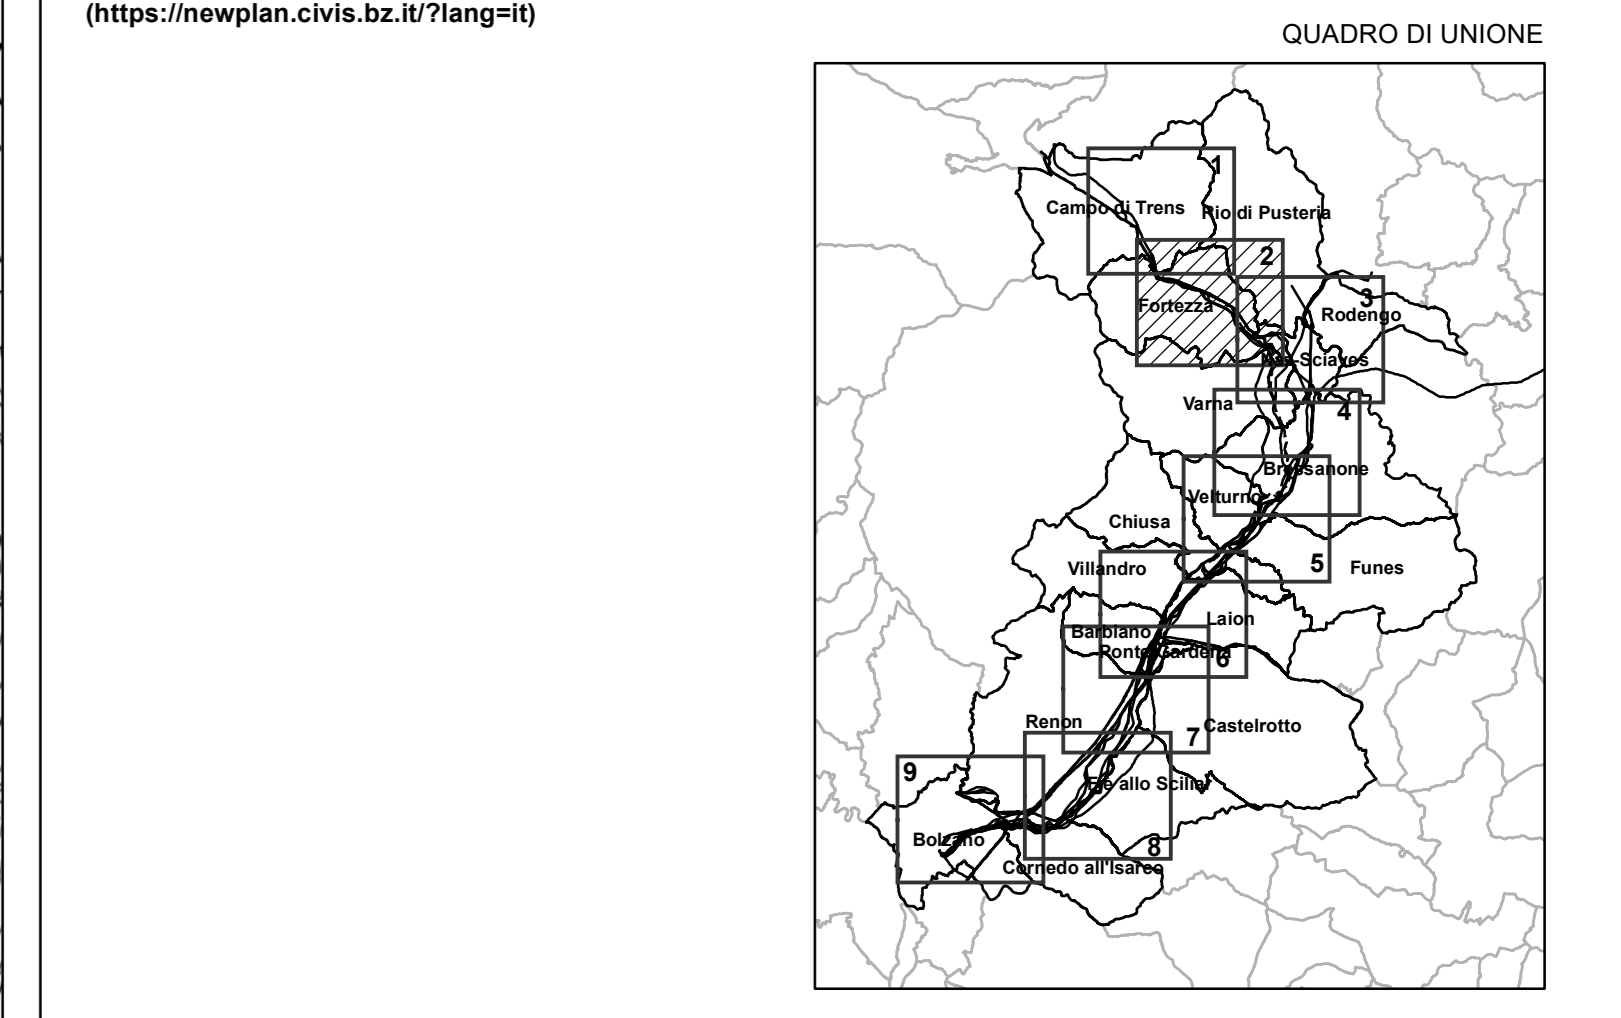 (https://newplan.civis.bz.it/?lang=it)
QUADRO DI UNIONE
1
Campo di Trens
Rio di Pusteria
2
3
Fortezza
Rodengo
Naz-Sciaves
Varna
4
Bressanone
Velturno
Chiusa
5
Villandro
Funes
Laion
Barbiano
Ponte Gardena
6
Renon
Castelrotto
7
9
Fiè allo Sciliar
Bolzano
8
Cornedo all'Isarco